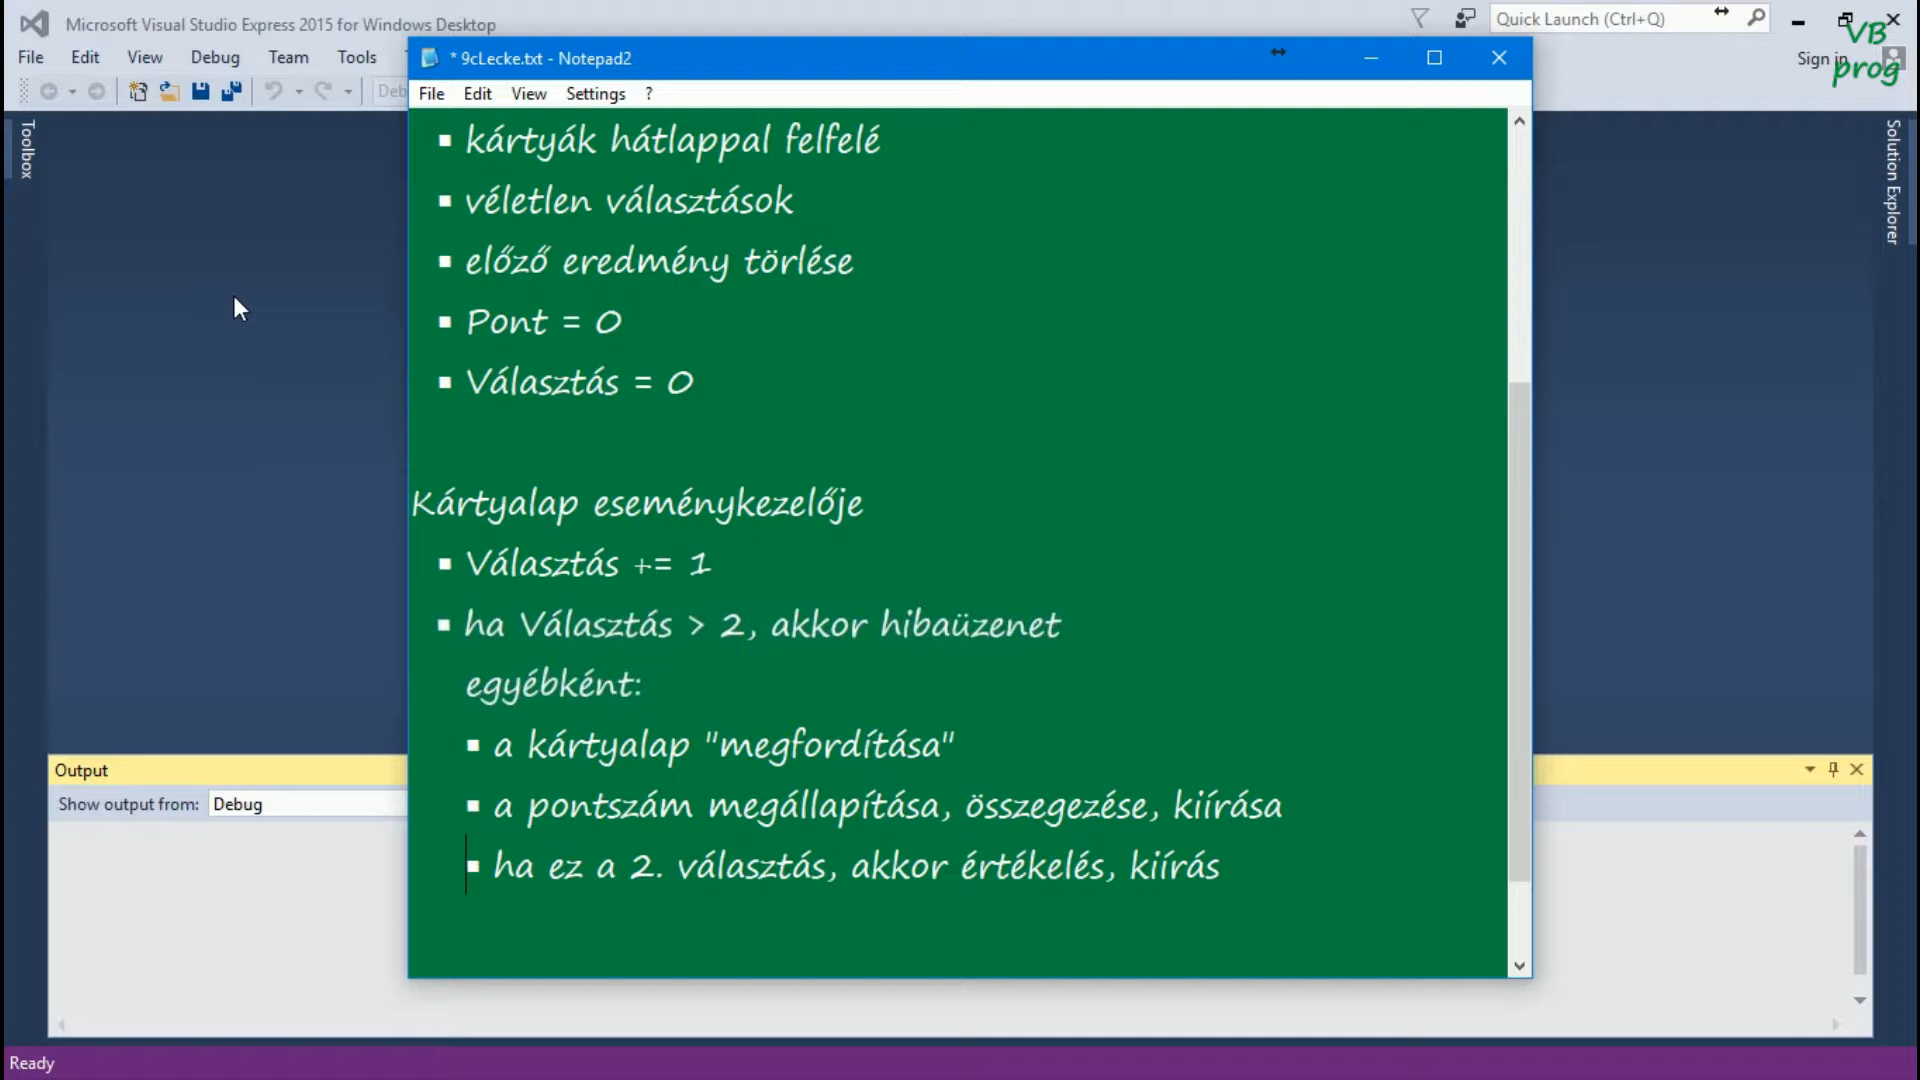 Microsoft Visual Studio Express 2015 for Windows Desktop
Quick Launch (Ctrl+Q)
VB
prog
File Edit View Debug Team Tools
Sign in
* 9cLecke.txt - Notepad2
File Edit View Settings ?
Deb
Toolbox
Solution Explorer
▪ kártyák hátlappal felfelé
▪ véletlen választások
▪ előző eredmény törlése
▪ Pont = 0
▪ Választás = 0
Kártyalap eseménykezelője
▪ Választás += 1
▪ ha Választás > 2, akkor hibaüzenet
egyébként:
▪ a kártyalap "megfordítása"
▪ a pontszám megállapítása, összegezése, kiírása
▪ ha ez a 2. választás, akkor értékelés, kiírás
Output
Show output from: Debug
Ready